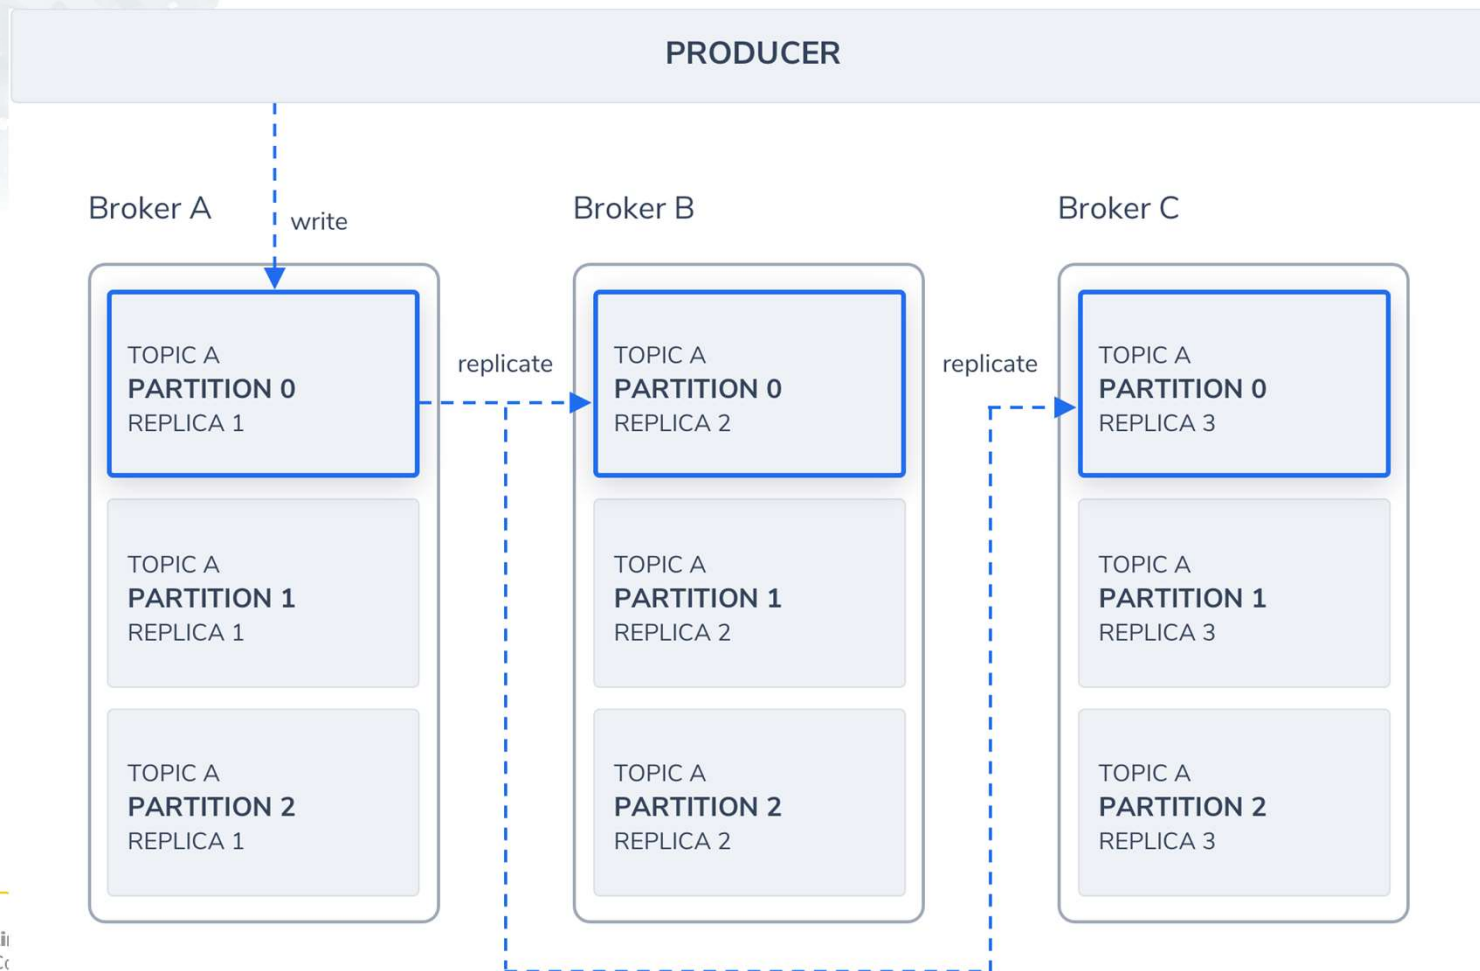 PRODUCER
Broker A
write
Broker B
Broker C
TOPIC A
PARTITION 0
REPLICA 1
replicate
TOPIC A
PARTITION 0
REPLICA 2
replicate
TOPIC A
PARTITION 0
REPLICA 3
TOPIC A
PARTITION 1
REPLICA 1
TOPIC A
PARTITION 1
REPLICA 2
TOPIC A
PARTITION 1
REPLICA 3
TOPIC A
PARTITION 2
REPLICA 1
TOPIC A
PARTITION 2
REPLICA 2
TOPIC A
PARTITION 2
REPLICA 3